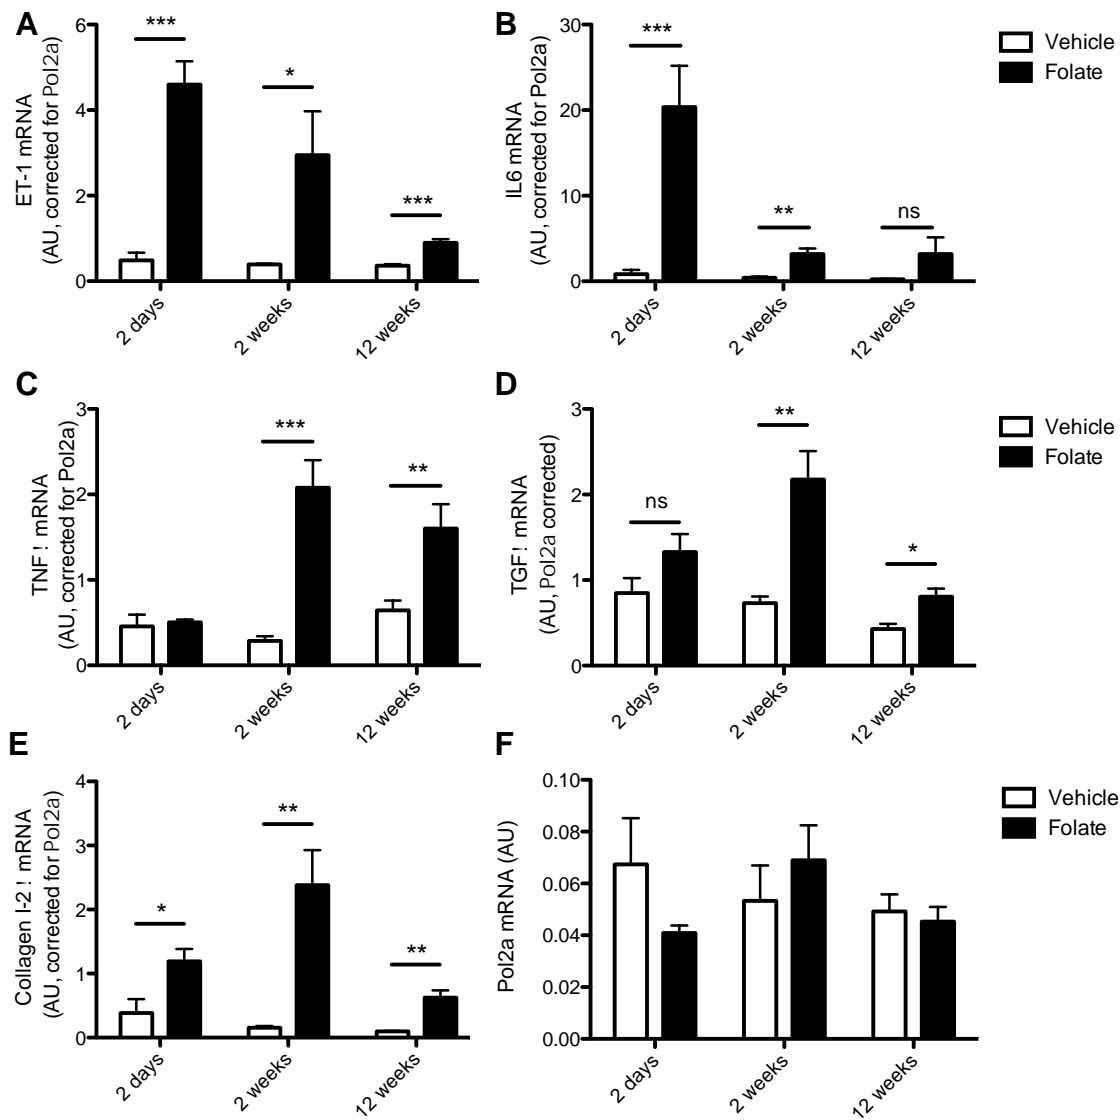 A
ET-1 mRNA
(AU, corrected for Pol2a)
6
4
2
0
***
*
***
2 days
2 weeks
12 weeks
B
IL6 mRNA
(AU, corrected for Pol2a)
30
20
10
0
***
**
ns
2 days
2 weeks
12 weeks
Vehicle
Folate
C
TNF! mRNA
(AU, corrected for Pol2a)
3
2
1
0
***
**
2 days
2 weeks
12 weeks
D
TGF! mRNA
(AU, Pol2a corrected)
3
2
1
0
ns
**
*
2 days
2 weeks
12 weeks
Vehicle
Folate
E
Collagen I-2! mRNA
(AU, corrected for Pol2a)
4
3
2
1
0
*
**
**
2 days
2 weeks
12 weeks
F
Pol2a mRNA (AU)
0.10
0.08
0.06
0.04
0.02
0.00
2 days
2 weeks
12 weeks
Vehicle
Folate